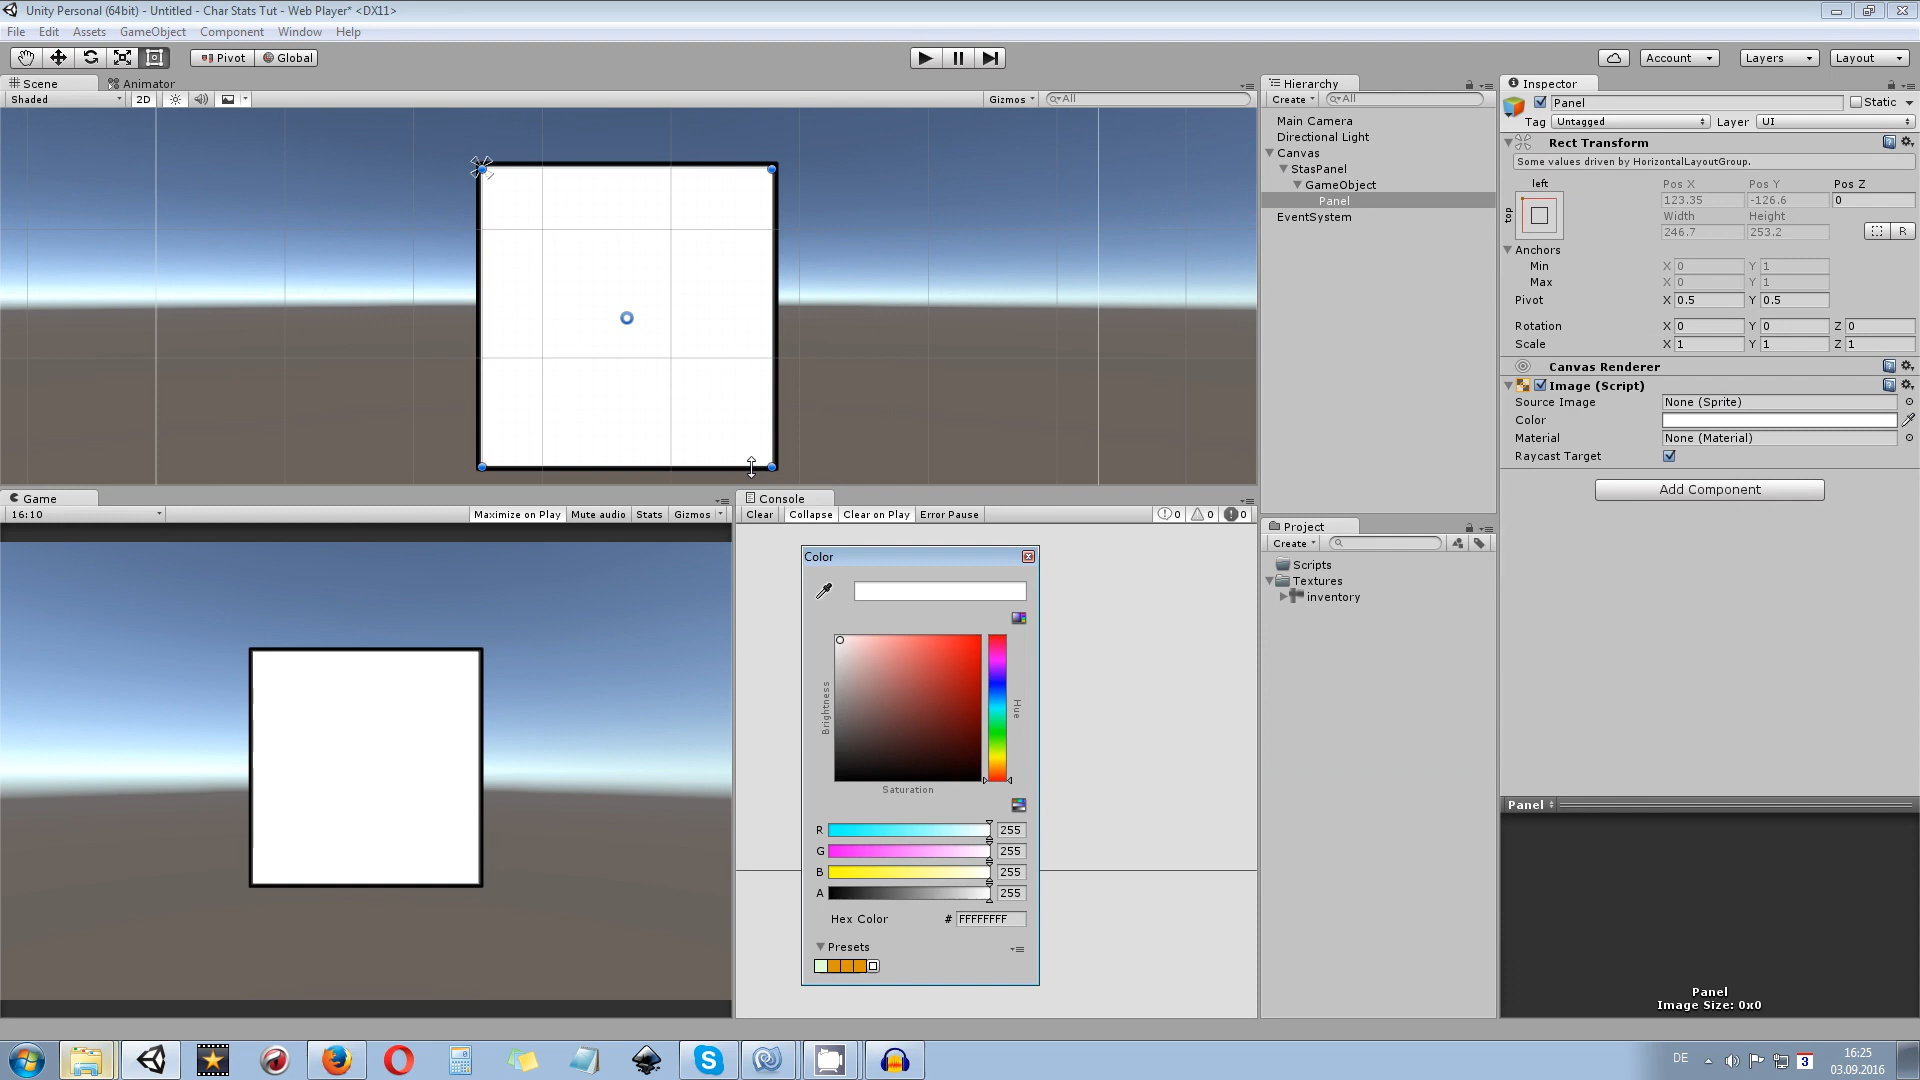 Unity Personal (64bit) - Untitled - Char Stats Tut - Web Player* <DX11>
File Edit Assets GameObject Component Window Help
Pivot Global Account Layers Layout
Scene Animator
Shaded 2D Gizmos All
Hierarchy
Create All
Main Camera
Directional Light
Canvas
StasPanel
GameObject
Panel
EventSystem
Inspector
Panel Static
Tag Untagged Layer UI
Rect Transform
Some values driven by HorizontalLayoutGroup.
left Pos X Pos Y Pos Z
top
123.35 -126.6 0
Width Height
246.7 253.2 R
Anchors
Min X 0 Y 1
Max X 0 Y 1
Pivot X 0.5 Y 0.5
Rotation X 0 Y 0 Z 0
Scale X 1 Y 1 Z 1
Canvas Renderer
Image (Script)
Source Image None (Sprite)
Color
Material None (Material)
Raycast Target
Add Component
Game
16:10 Maximize on Play Mute audio Stats Gizmos
Console
Clear Collapse Clear on Play Error Pause 0 0 0
Color
Brightness
Hue
Saturation
R 255
G 255
B 255
A 255
Hex Color # FFFFFFFF
Presets
Project
Create
Scripts
Textures
inventory
Panel
Panel
Image Size: 0x0
DE 3 16:25
03.09.2016